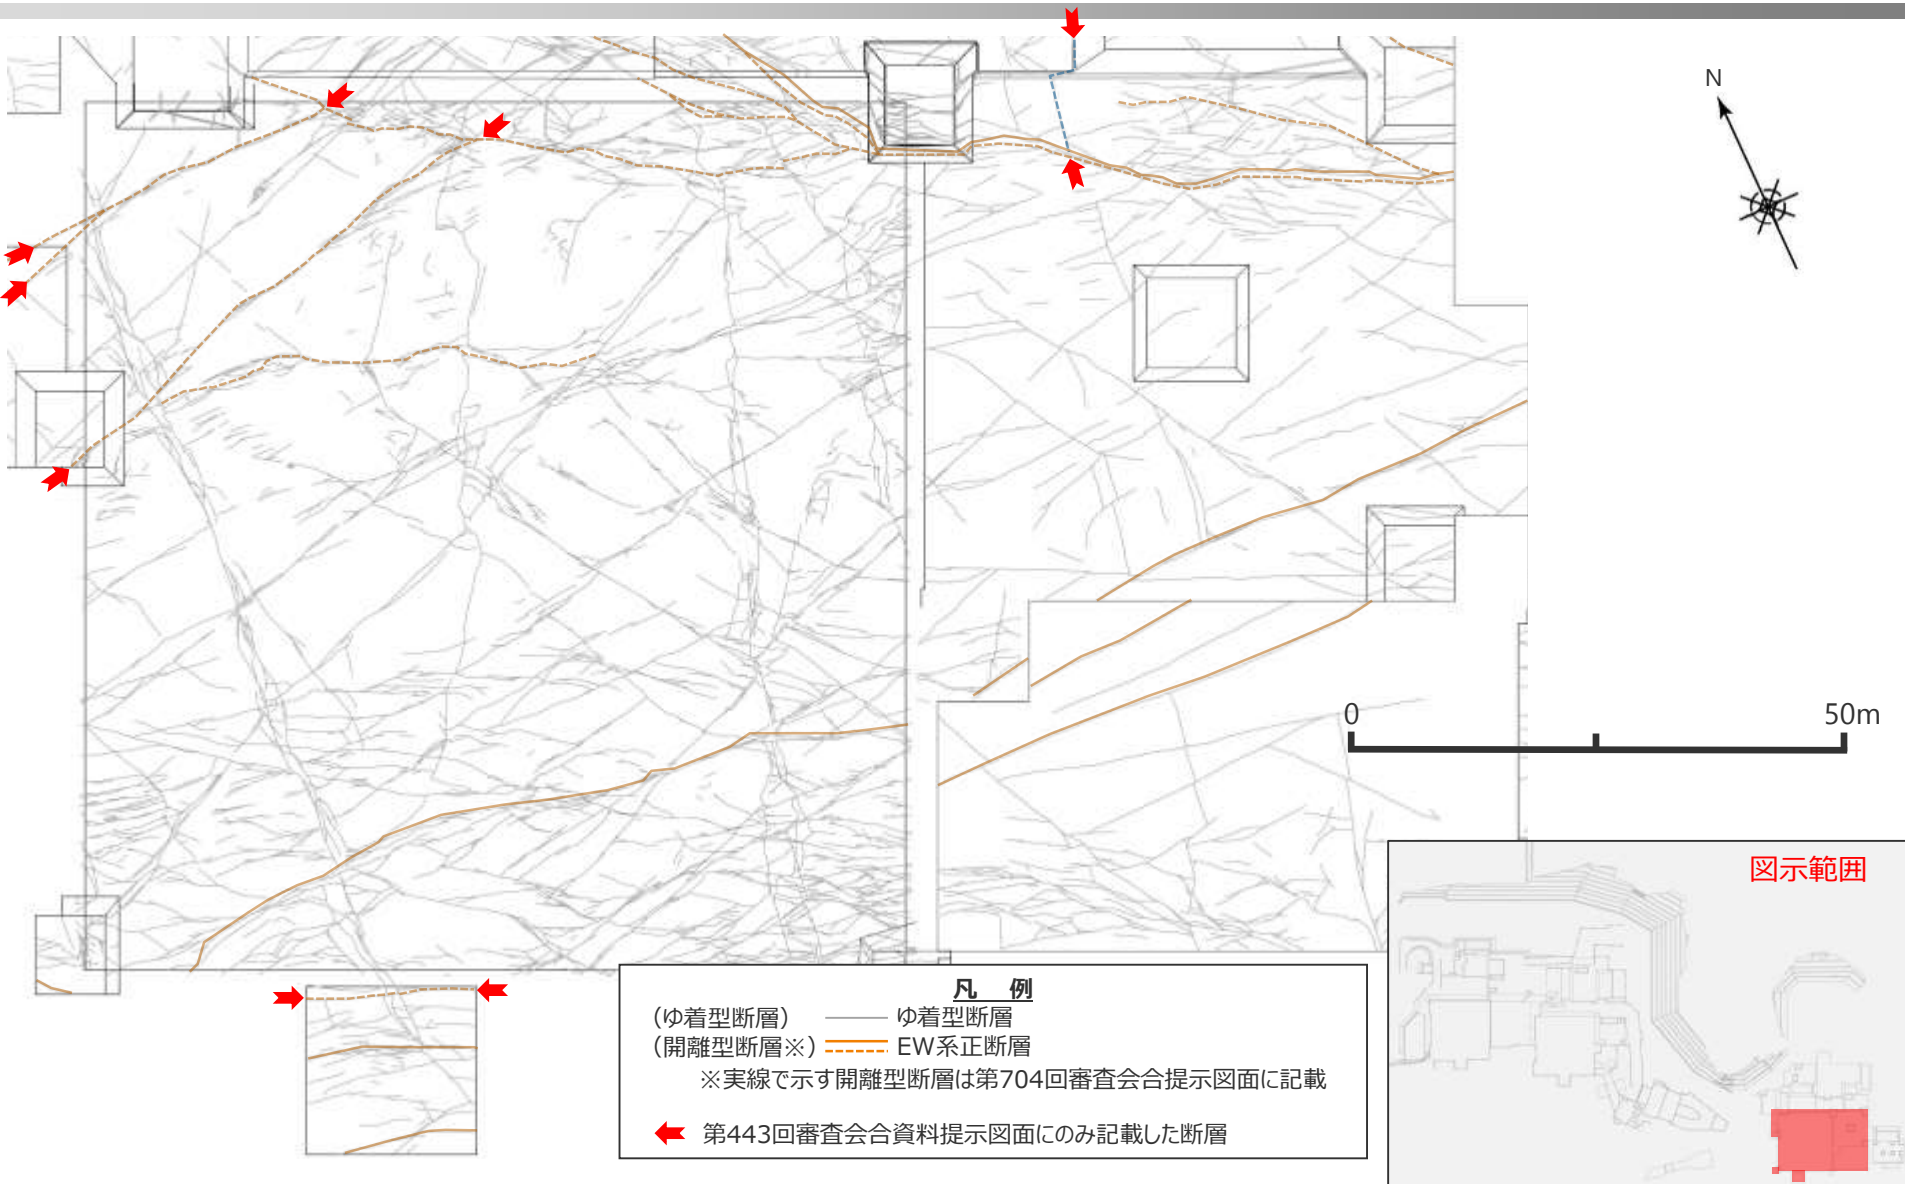 N
0 50m
図示範囲
凡 例
(ゆ着型断層) ゆ着型断層
(開離型断層※) EW系正断層
※実線で示す開離型断層は第704回審査会合提示図面に記載
第443回審査会合資料提示図面にのみ記載した断層